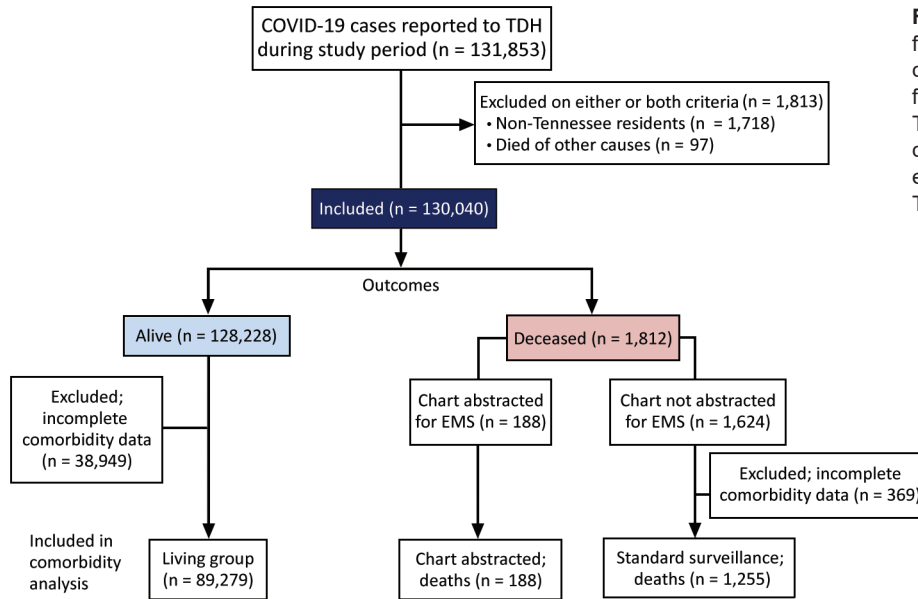 COVID-19 cases reported to TDH
during study period (n = 131,853)
Excluded on either or both criteria (n = 1,813)
• Non-Tennessee residents (n = 1,718)
• Died of other causes (n = 97)
Included (n = 130,040)
Outcomes
Alive (n = 128,228)
Deceased (n = 1,812)
Excluded;
incomplete
comorbidity data
(n = 38,949)
Chart abstracted
for EMS (n = 188)
Chart not abstracted
for EMS (n = 1,624)
Excluded; incomplete
comorbidity data (n = 369)
Included in
comorbidity
analysis
Living group
(n = 89,279)
Chart abstracted;
deaths (n = 188)
Standard surveillance;
deaths (n = 1,255)